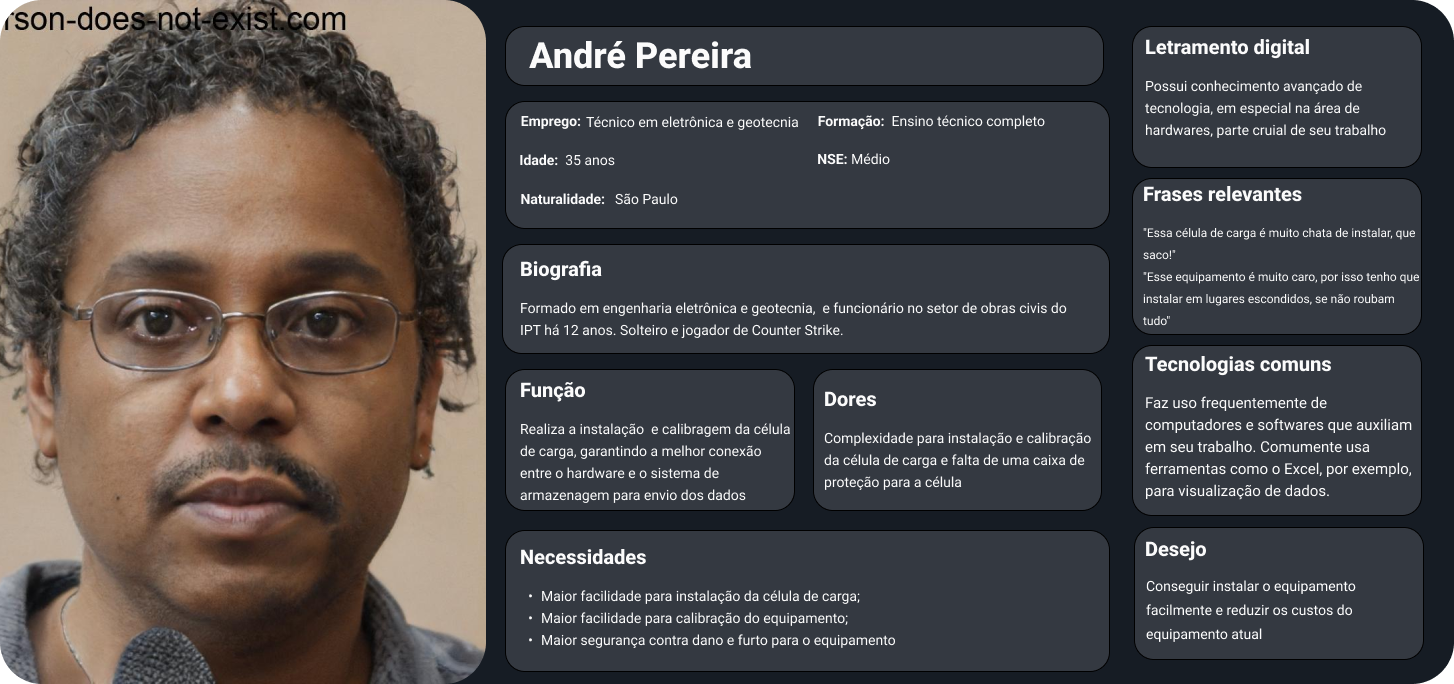 rson-does-not-exist.com
André Pereira
Emprego: Técnico em eletrônica e geotecnia
Formação: Ensino técnico completo
Idade: 35 anos
NSE: Médio
Naturalidade: São Paulo
Biografia
Formado em engenharia eletrônica e geotecnia, e funcionário no setor de obras civis do
IPT há 12 anos. Solteiro e jogador de Counter Strike.
Função
Realiza a instalação e calibragem da célula
de carga, garantindo a melhor conexão
entre o hardware e o sistema de
armazenagem para envio dos dados
Dores
Complexidade para instalação e calibração
da célula de carga e falta de uma caixa de
proteção para a célula
Necessidades
• Maior facilidade para instalação da célula de carga;
• Maior facilidade para calibração do equipamento;
• Maior segurança contra dano e furto para o equipamento
Letramento digital
Possui conhecimento avançado de
tecnologia, em especial na área de
hardwares, parte cruial de seu trabalho
Frases relevantes
"Essa célula de carga é muito chata de instalar, que
saco!"
"Esse equipamento é muito caro, por isso tenho que
instalar em lugares escondidos, se não roubam
tudo"
Tecnologias comuns
Faz uso frequentemente de
computadores e softwares que auxiliam
em seu trabalho. Comumente usa
ferramentas como o Excel, por exemplo,
para visualização de dados.
Desejo
Conseguir instalar o equipamento
facilmente e reduzir os custos do
equipamento atual